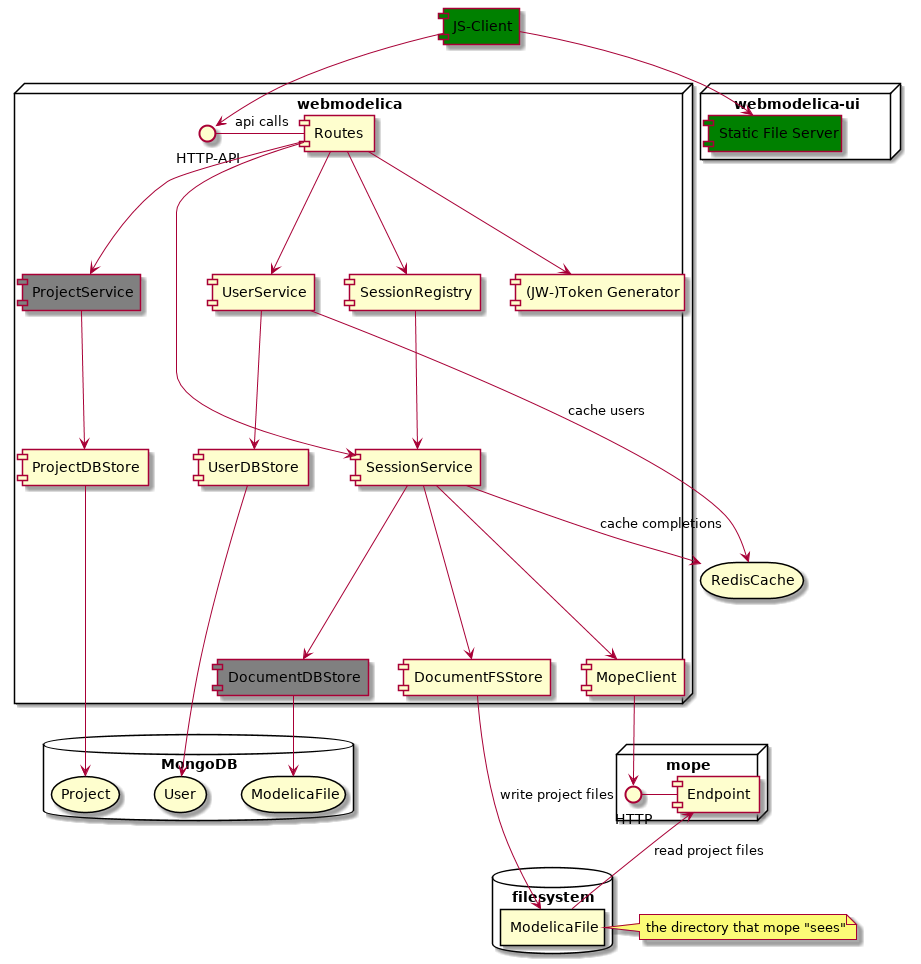 JS-Client
webmodelica
webmodelica-ui
api calls
Routes
Static File Server
HTTP-API
ProjectService
UserService
SessionRegistry
(JW-)Token Generator
cache users
ProjectDBStore
UserDBStore
SessionService
cache completions
RedisCache
DocumentDBStore
DocumentFSStore
MopeClient
MongoDB
mope
Project
User
ModelicaFile
write project files
Endpoint
HTTP
read project files
filesystem
ModelicaFile
the directory that mope "sees"